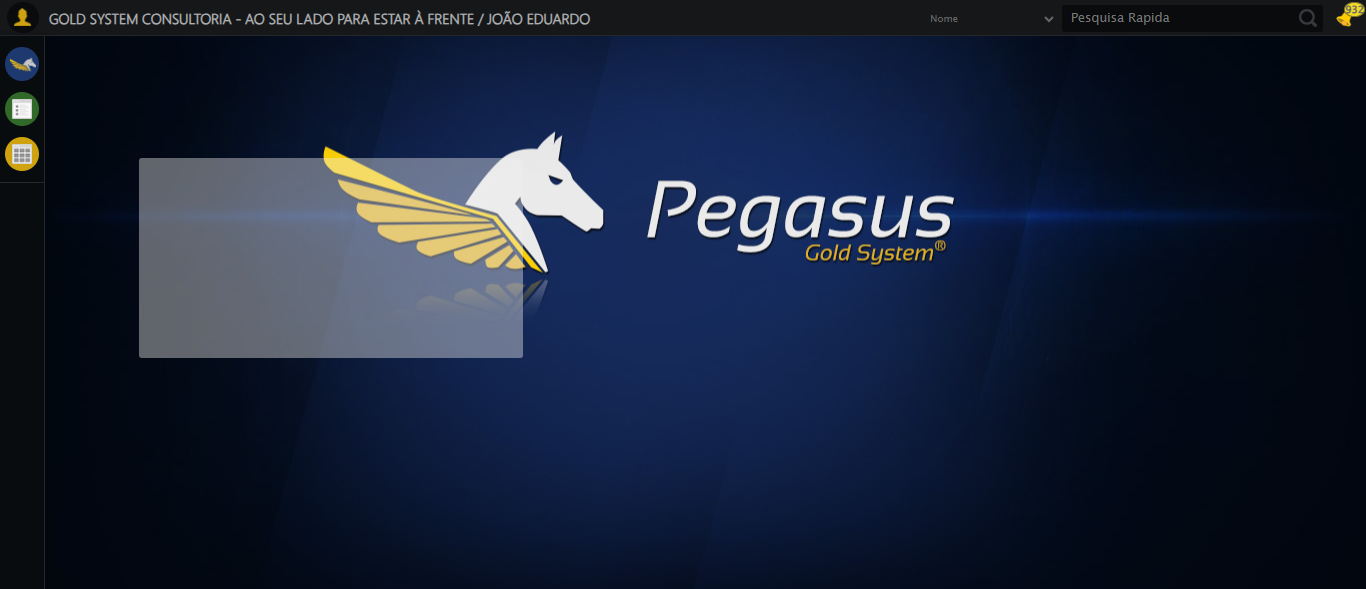 GOLD SYSTEM CONSULTORIA - AO SEU LADO PARA ESTAR À FRENTE / JOÃO EDUARDO
Nome
Pesquisa Rapida
932
Pegasus
Gold System®